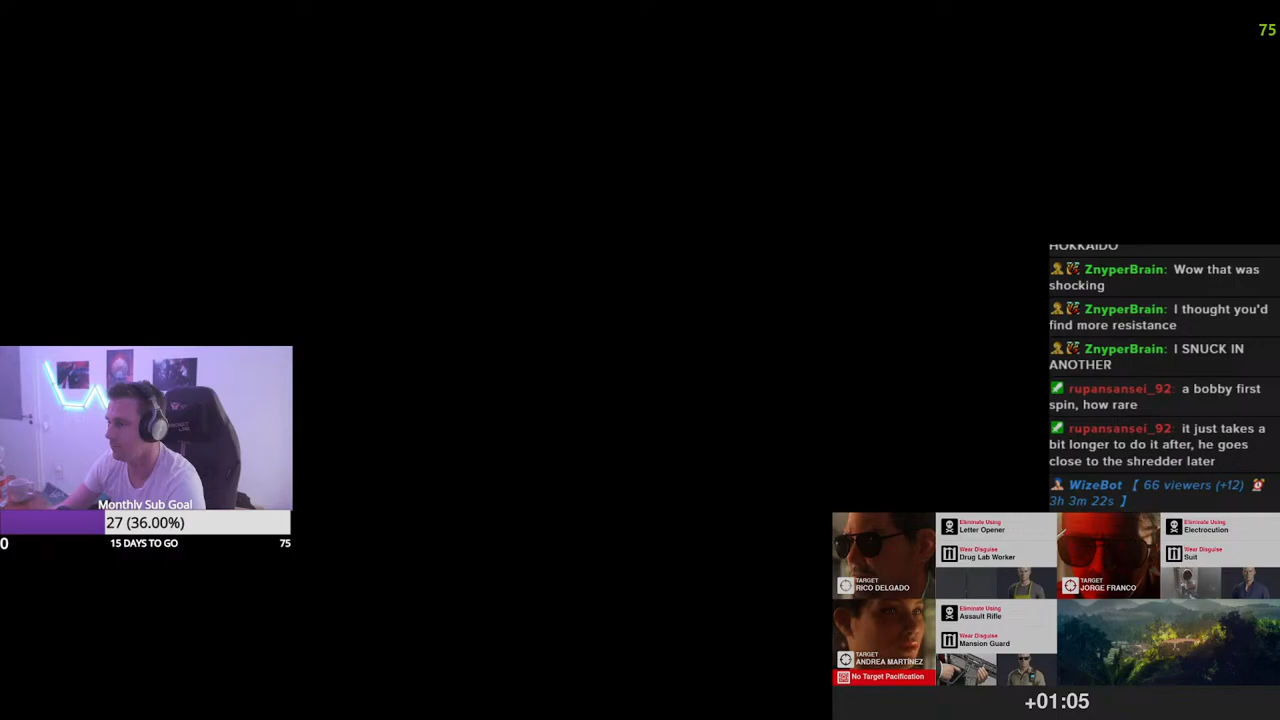 75
HOKKAIDO
ZnyperBrain: Wow that was
shocking
ZnyperBrain: I thought you'd
find more resistance
ZnyperBrain: I SNUCK IN
ANOTHER
rupansansei_92: a bobby first
spin, how rare
rupansansei_92: it just takes a
bit longer to do it after, he goes
close to the shredder later
WizeBot 【 66 viewers (+12)
3h 3m 22s 】
Monthly Sub Goal
27 (36.00%)
0
15 DAYS TO GO
75
Eliminate Using
Letter Opener
Wear Disguise
Drug Lab Worker
TARGET
RICO DELGADO
Eliminate Using
Electrocution
Wear Disguise
Suit
TARGET
JORGE FRANCO
Eliminate Using
Assault Rifle
Wear Disguise
Mansion Guard
TARGET
ANDREA MARTÍNEZ
No Target Pacification
+01:05